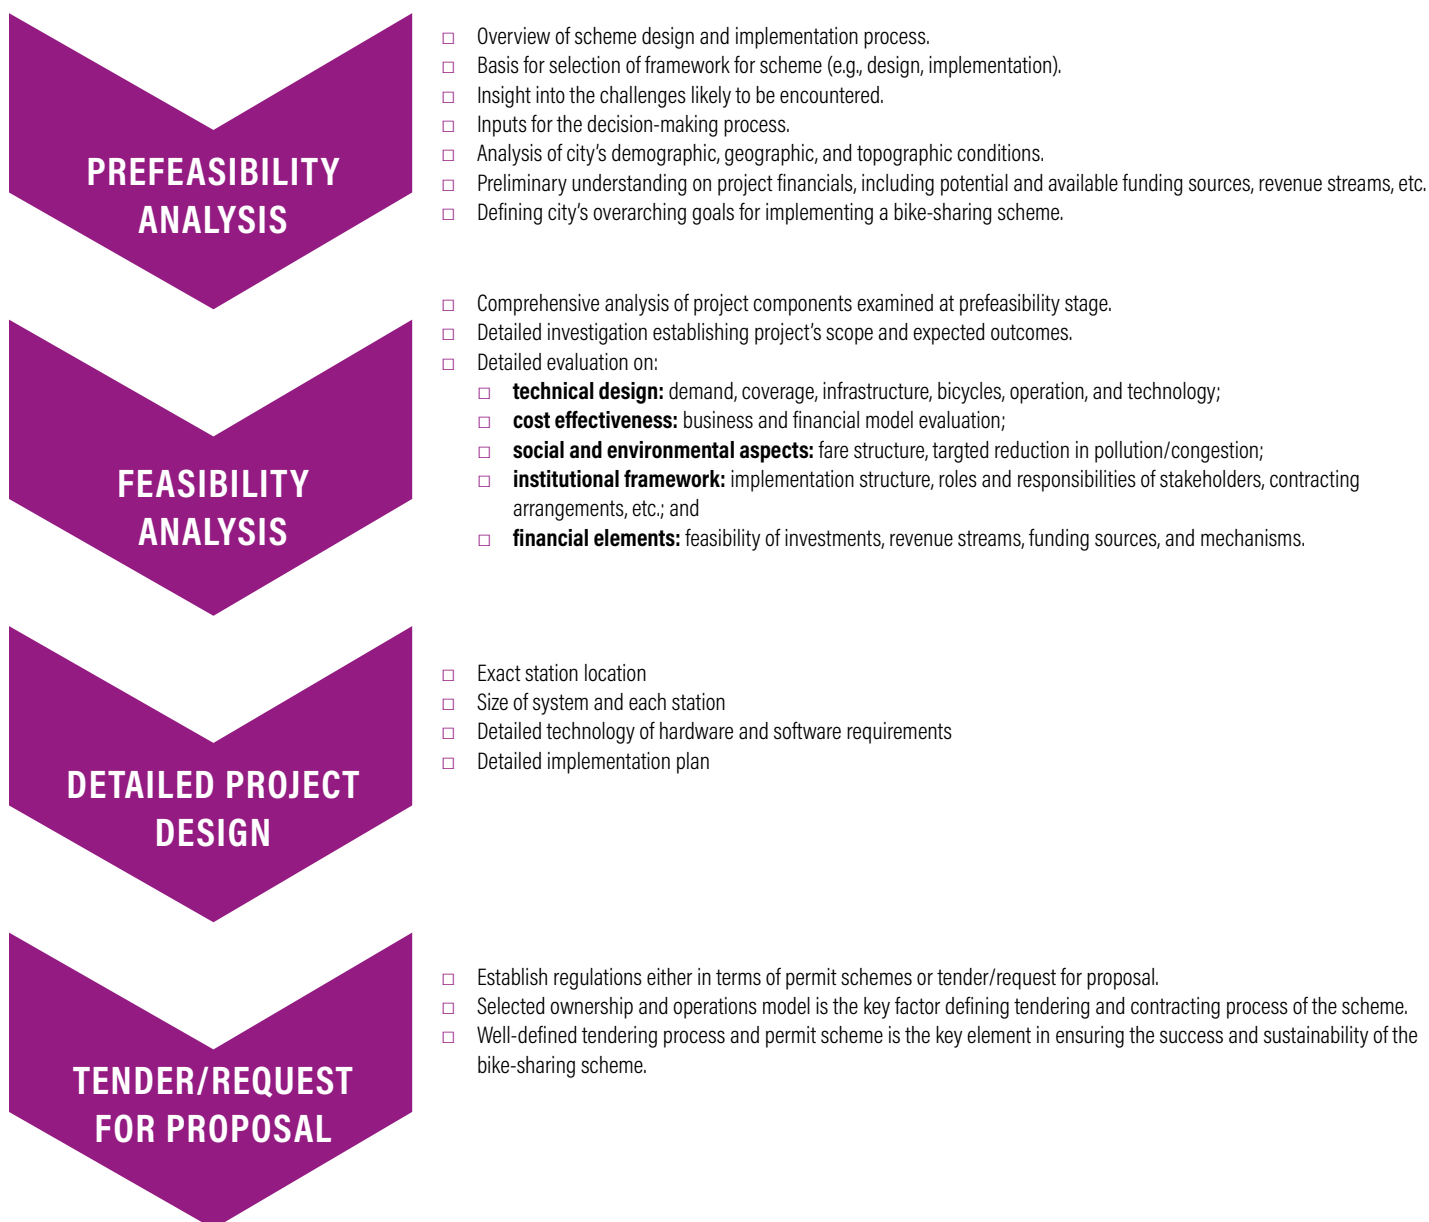 PREFEASIBILITY
ANALYSIS
□ Overview of scheme design and implementation process.
□ Basis for selection of framework for scheme (e.g., design, implementation).
□ Insight into the challenges likely to be encountered.
□ Inputs for the decision-making process.
□ Analysis of city's demographic, geographic, and topographic conditions.
□ Preliminary understanding on project financials, including potential and available funding sources, revenue streams, etc.
□ Defining city's overarching goals for implementing a bike-sharing scheme.
FEASIBILITY
ANALYSIS
□ Comprehensive analysis of project components examined at prefeasibility stage.
□ Detailed investigation establishing project's scope and expected outcomes.
□ Detailed evaluation on:
□ technical design: demand, coverage, infrastructure, bicycles, operation, and technology;
□ cost effectiveness: business and financial model evaluation;
□ social and environmental aspects: fare structure, targted reduction in pollution/congestion;
□ institutional framework: implementation structure, roles and responsibilities of stakeholders, contracting
arrangements, etc.; and
□ financial elements: feasibility of investments, revenue streams, funding sources, and mechanisms.
DETAILED PROJECT
DESIGN
□ Exact station location
□ Size of system and each station
□ Detailed technology of hardware and software requirements
□ Detailed implementation plan
TENDER/REQUEST
FOR PROPOSAL
□ Establish regulations either in terms of permit schemes or tender/request for proposal.
□ Selected ownership and operations model is the key factor defining tendering and contracting process of the scheme.
□ Well-defined tendering process and permit scheme is the key element in ensuring the success and sustainability of the
bike-sharing scheme.